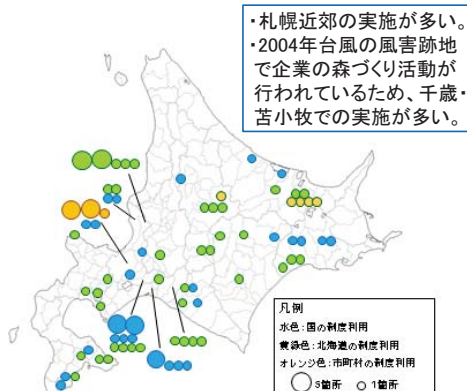 ・札幌近郊の実施が多い。
・2004年台風の風害跡地
で企業の森づくり活動が
行われているため、千歳・
苫小牧での実施が多い。
凡例
水色:国の制度利用
黄緑色:北海道の制度利用
オレンジ色:市町村の制度利用
5箇所 1箇所